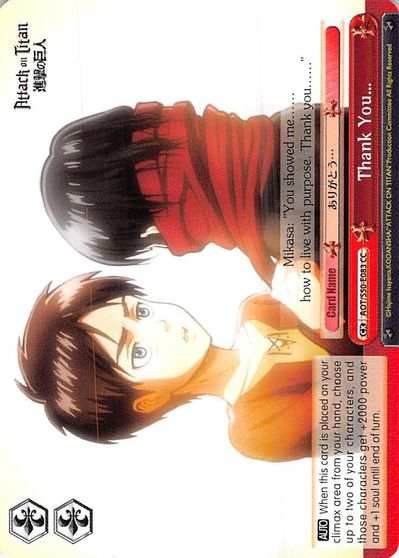 Attack on Titan
進撃の巨人
Mikasa: "You showed me......
how to live with purpose. Thank you......"
Card Name
ありがとう…
Thank You...
CX
AOT/S50-E083 CC
©Hajime Isayama,KODANSHA/"ATTACK ON TITAN"Production Committee All Rights Reserved
AUTO When this card is placed on your
climax area from your hand, choose
up to two of your characters, and
those characters get +2000 power
and +1 soul until end of turn.